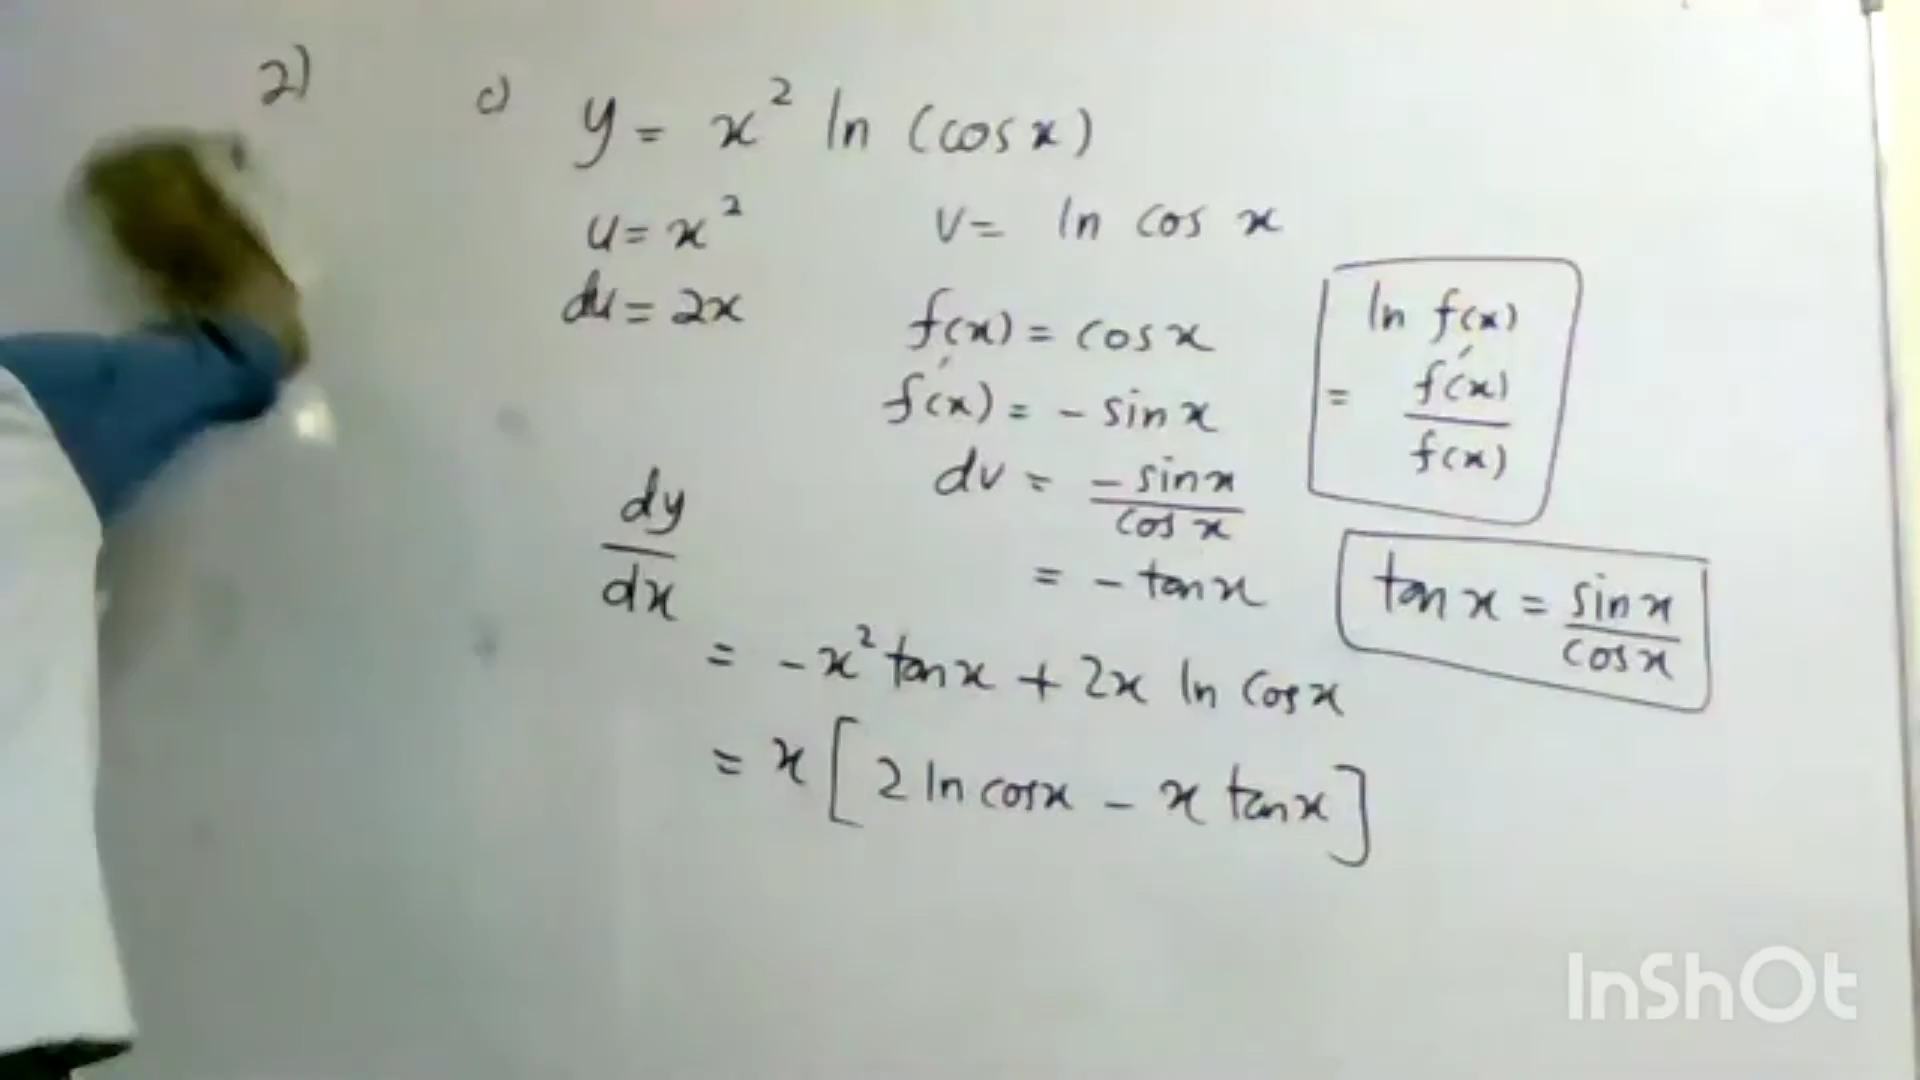 2) c) y = x² ln (cos x)
u = x² v = ln cos x
du = 2x f(x) = cos x
f'(x) = - sin x
dv = - sin x / cos x
= - tan x
ln f(x)
= f'(x) / f(x)
tan x = sin x / cos x
dy / dx
= - x² tan x + 2x ln cos x
= x [ 2 ln cos x - x tan x ]
InShOt